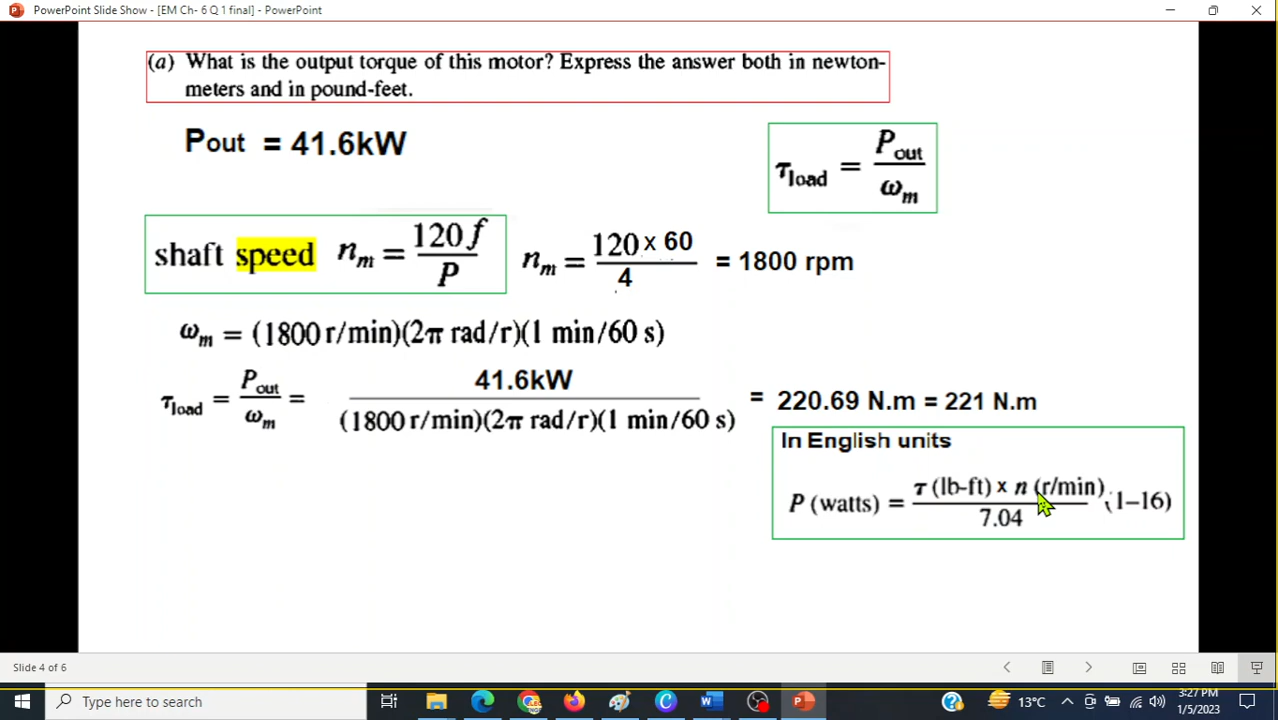 PowerPoint Slide Show - [EM Ch- 6 Q 1 final] - PowerPoint
(a) What is the output torque of this motor? Express the answer both in newton-
meters and in pound-feet.
Pout = 41.6kW
τload = Pout / ωm
shaft speed nm = 120 f / P
nm = 120 x 60 / 4 = 1800 rpm
ωm = (1800 r/min)(2π rad/r)(1 min/60 s)
τload = Pout / ωm = 41.6kW / (1800 r/min)(2π rad/r)(1 min/60 s) = 220.69 N.m = 221 N.m
In English units
P (watts) = τ (lb-ft) x n (r/min) / 7.04 (1–16)
Slide 4 of 6
Type here to search
13°C
3:27 PM
1/5/2023